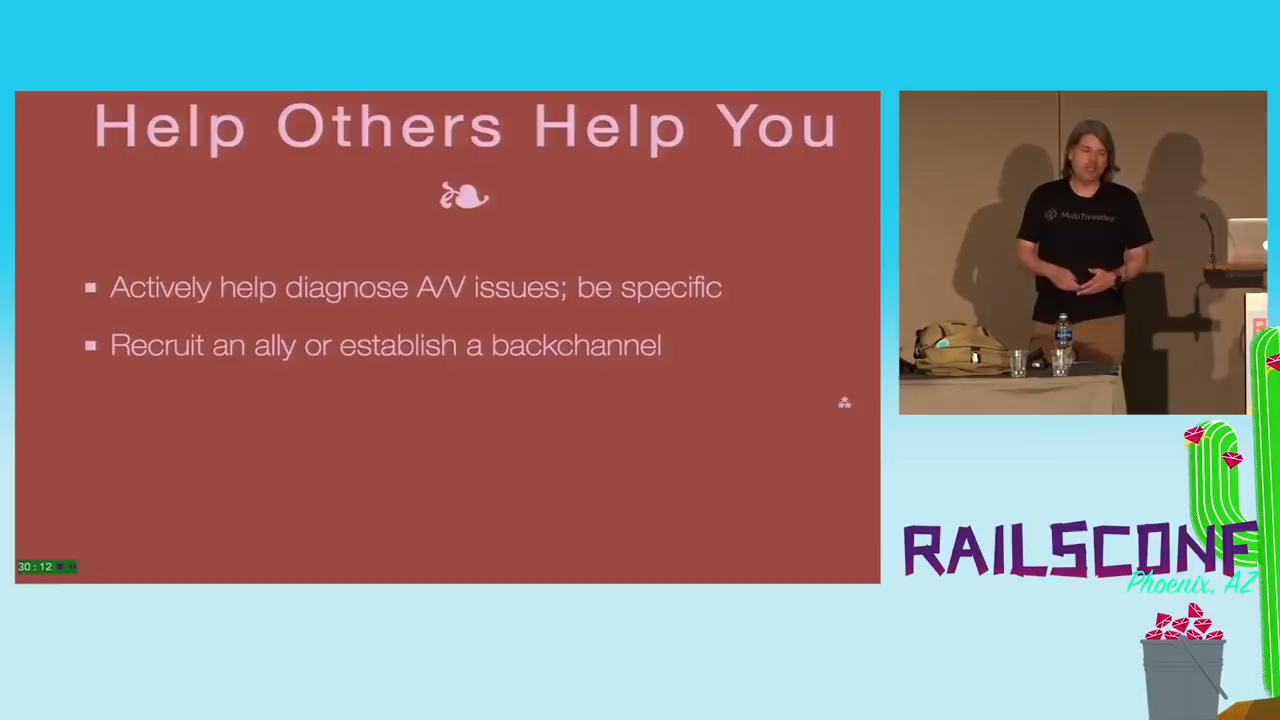 Help Others Help You
Actively help diagnose A/V issues; be specific
Recruit an ally or establish a backchannel
30:12
MultiThreaded
R
RAILSCONF
Phoenix, AZ